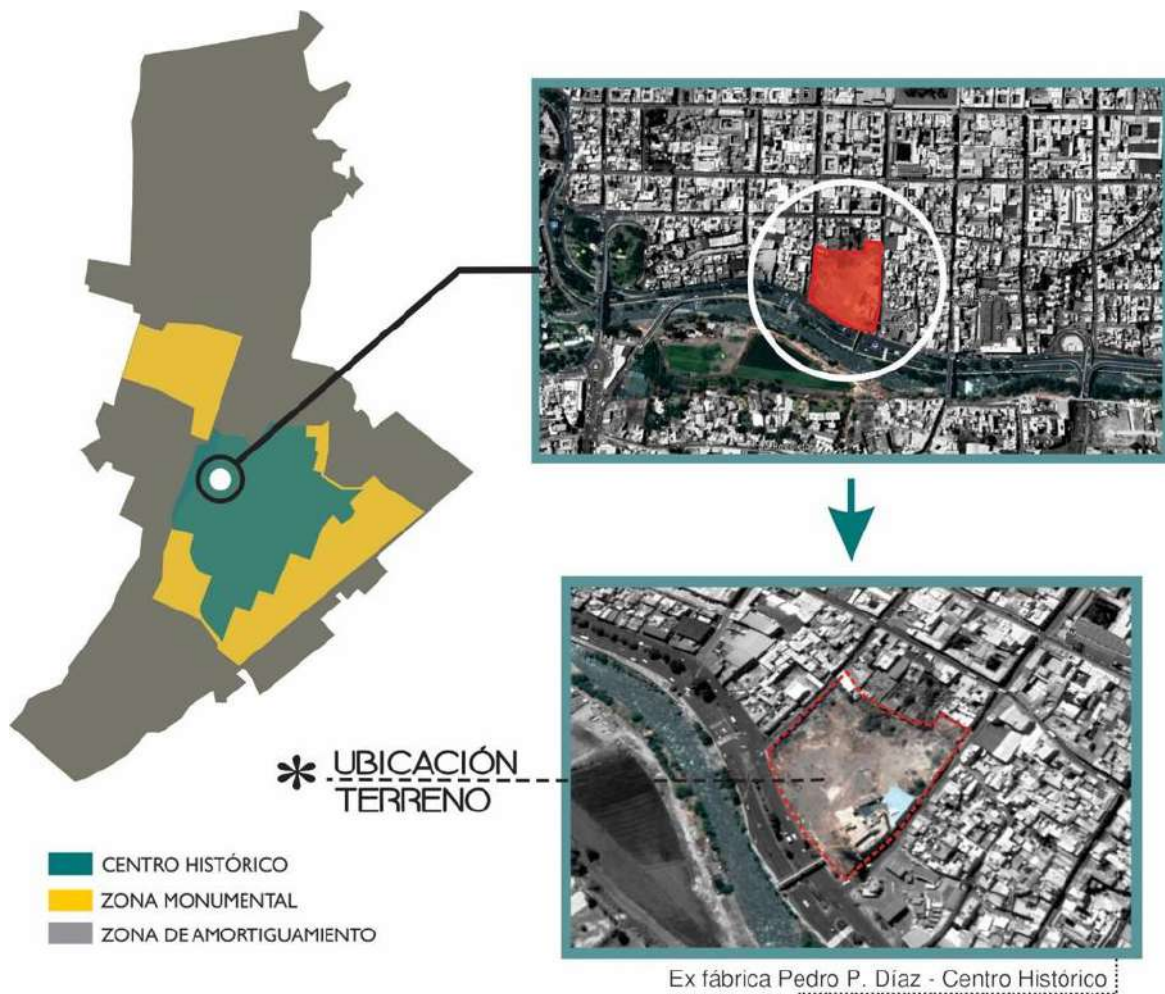 UBICACIÓN
TERRENO
CENTRO HISTÓRICO
ZONA MONUMENTAL
ZONA DE AMORTIGUAMIENTO
Ex fábrica Pedro P. Díaz - Centro Histórico